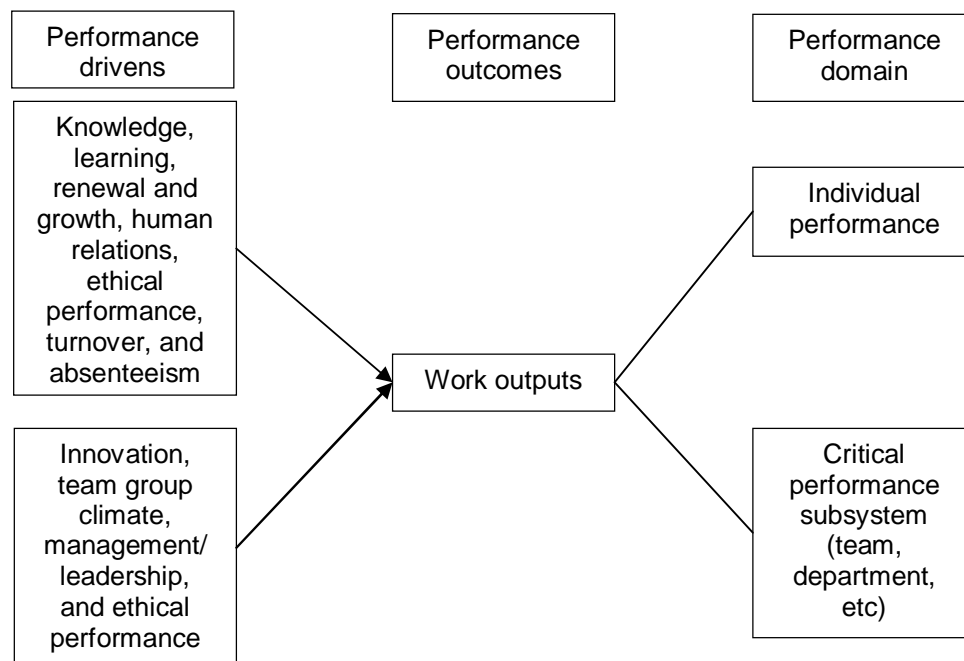 Performance
drivens
Performance
outcomes
Performance
domain
Knowledge,
learning,
renewal and
growth, human
relations,
ethical
performance,
turnover, and
absenteeism
Individual
performance
Work outputs
Innovation,
team group
climate,
management/
leadership,
and ethical
performance
Critical
performance
subsystem
(team,
department,
etc)